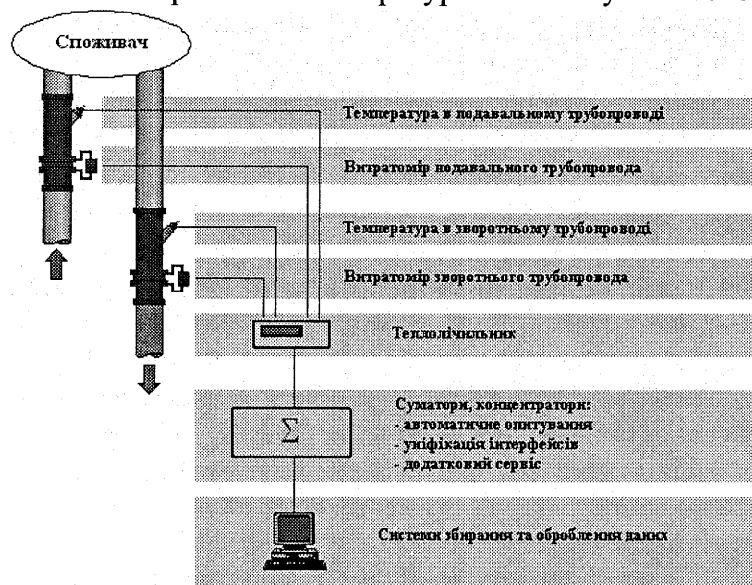 Споживач
Температура в подавальному трубопроводі
Витратомір подавального трубопровода
Температура в зворотньому трубопроводі
Витратомір зворотнього трубопровода
Теплолічильник
Суматори, концентратори:
- автоматичне опитування
- уніфікація інтерфейсів
- додатковий сервіс
Σ
Системи збирання та оброблення даних